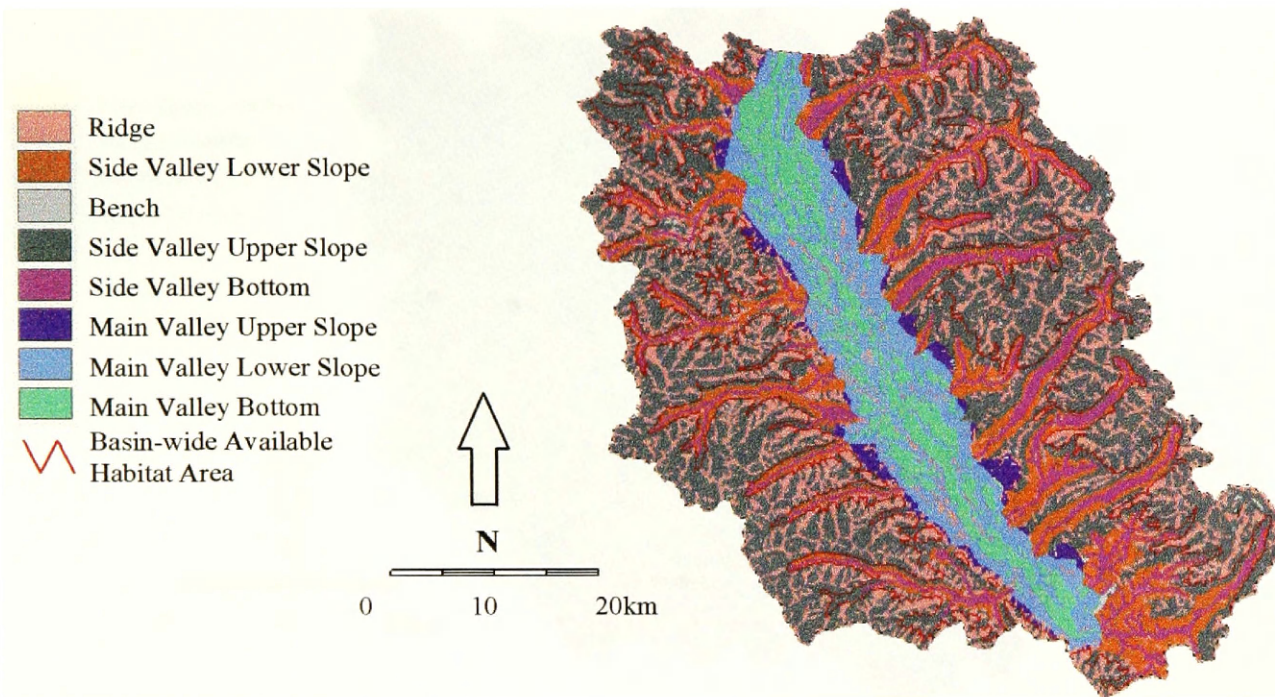 Ridge
Side Valley Lower Slope
Bench
Side Valley Upper Slope
Side Valley Bottom
Main Valley Upper Slope
Main Valley Lower Slope
Main Valley Bottom
Basin-wide Available
Habitat Area
N
0 10 20km